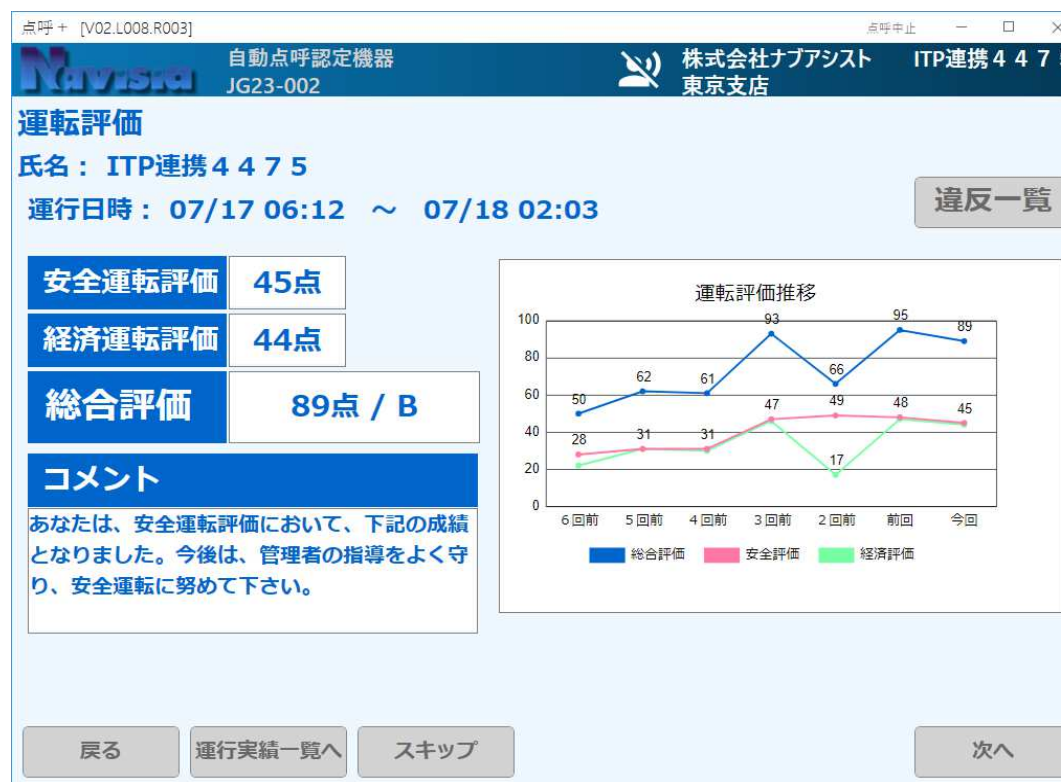 点呼+ [V02.L008.R003]
点呼中止
Navisia
自動点呼認定機器
JG23-002
株式会社ナブアシスト
東京支店
ITP連携447
運転評価
氏名： ITP連携4475
運行日時： 07/17 06:12 ～ 07/18 02:03
違反一覧
安全運転評価 45点
経済運転評価 44点
総合評価 89点 / B
コメント
あなたは、安全運転評価において、下記の成績
となりました。今後は、管理者の指導をよく守
り、安全運転に努めて下さい。
運転評価推移
100
80
60
40
20
0
50 62 61 93 66 95 89
28 31 31 47 49 48 45
17
6回前 5回前 4回前 3回前 2回前 前回 今回
総合評価 安全評価 経済評価
戻る 運行実績一覧へ スキップ 次へ